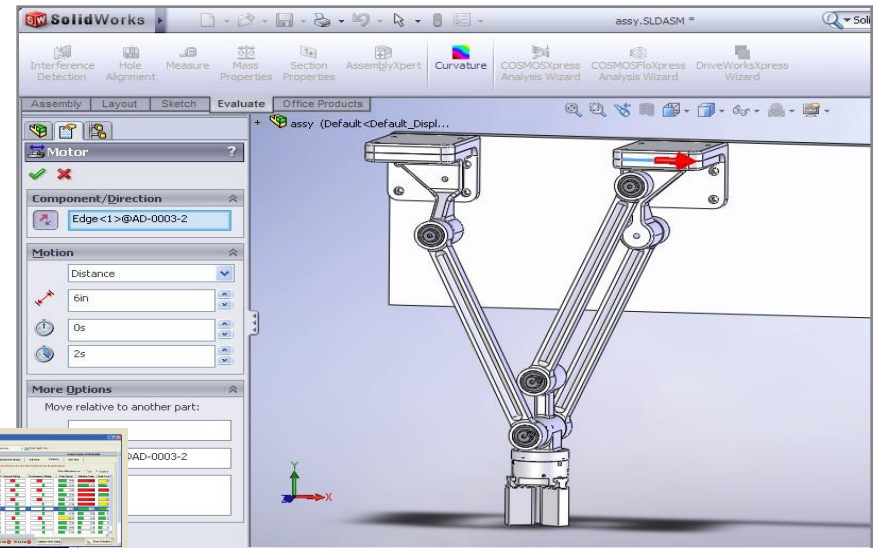 SolidWorks
assy.SLDASM *
Soli
Interference Detection
Hole Alignment
Measure
Mass Properties
Section Properties
AssemblyXpert
Curvature
COSMOSXpress Analysis Wizard
COSMOSFloXpress Analysis Wizard
DriveWorksXpress Wizard
Assembly
Layout
Sketch
Evaluate
Office Products
+ assy (Default<Default_Displ...
Motor
?
Component/Direction
Edge<1>@AD-0003-2
Motion
Distance
6in
0s
2s
More Options
Move relative to another part:
AD-0003-2
Y
X